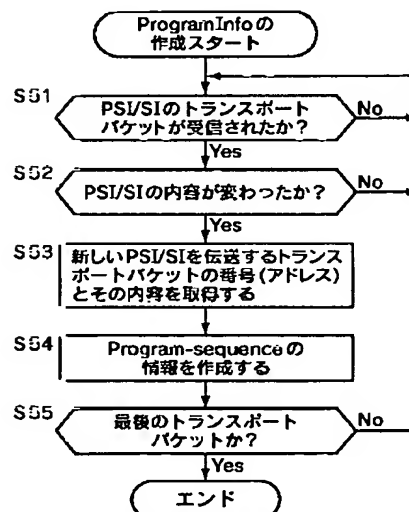 ProgramInfoの
作成スタート
PSI/SIのトランスポート
パケットが受信されたか?
No
Yes
PSI/SIの内容が変わったか?
No
Yes
新しいPSI/SIを伝送するトランス
ポートパケットの番号(アドレス)
とその内容を取得する
Program-sequenceの
情報を作成する
最後のトランスポート
パケットか?
No
Yes
エンド